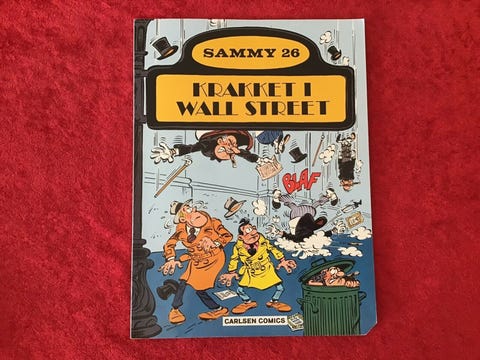 SAMMY 26
KRAKKET I
WALL STREET
BLAF
CARLSEN COMICS